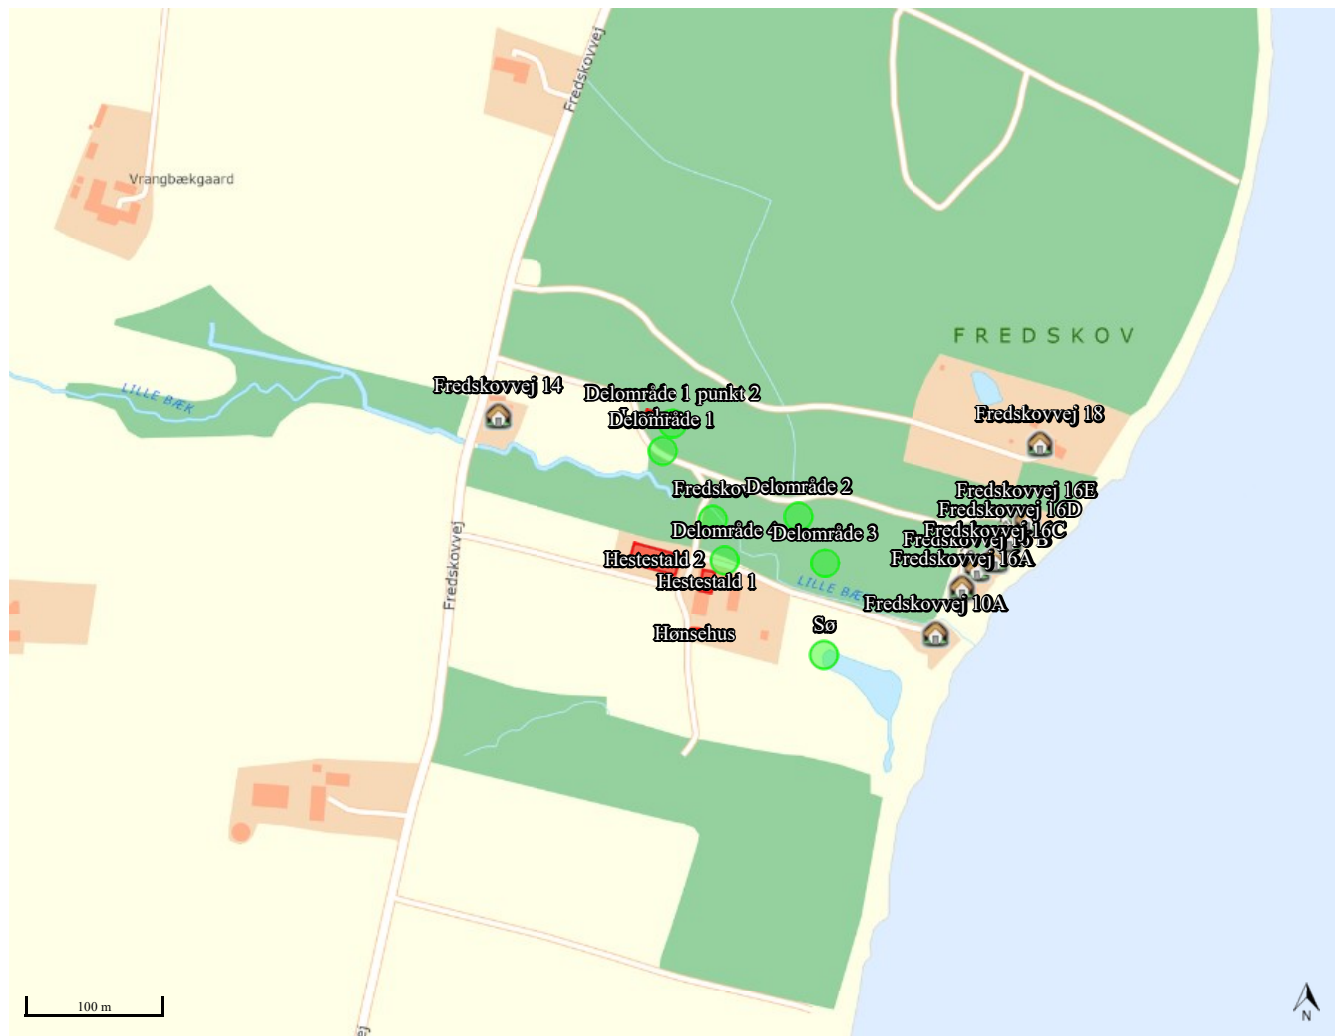 Fredskovvej
Vrangbækgaard
FREDSKOV
LILLE BÆK
Fredskovvej 14
Delområde 1 punkt 2
Delområde 1
Fredskovvej 18
Delområde 2
Fredskovvej 16E
Fredskovvej 16D
Delområde 4
Delområde 3
Fredskovvej 16C
Fredskovvej
Hestestald 2
Fredskovvej 16A
Hestestald 1
LILLE BÆ
Fredskovvej 10A
Hønsehus
Sø
100 m
N